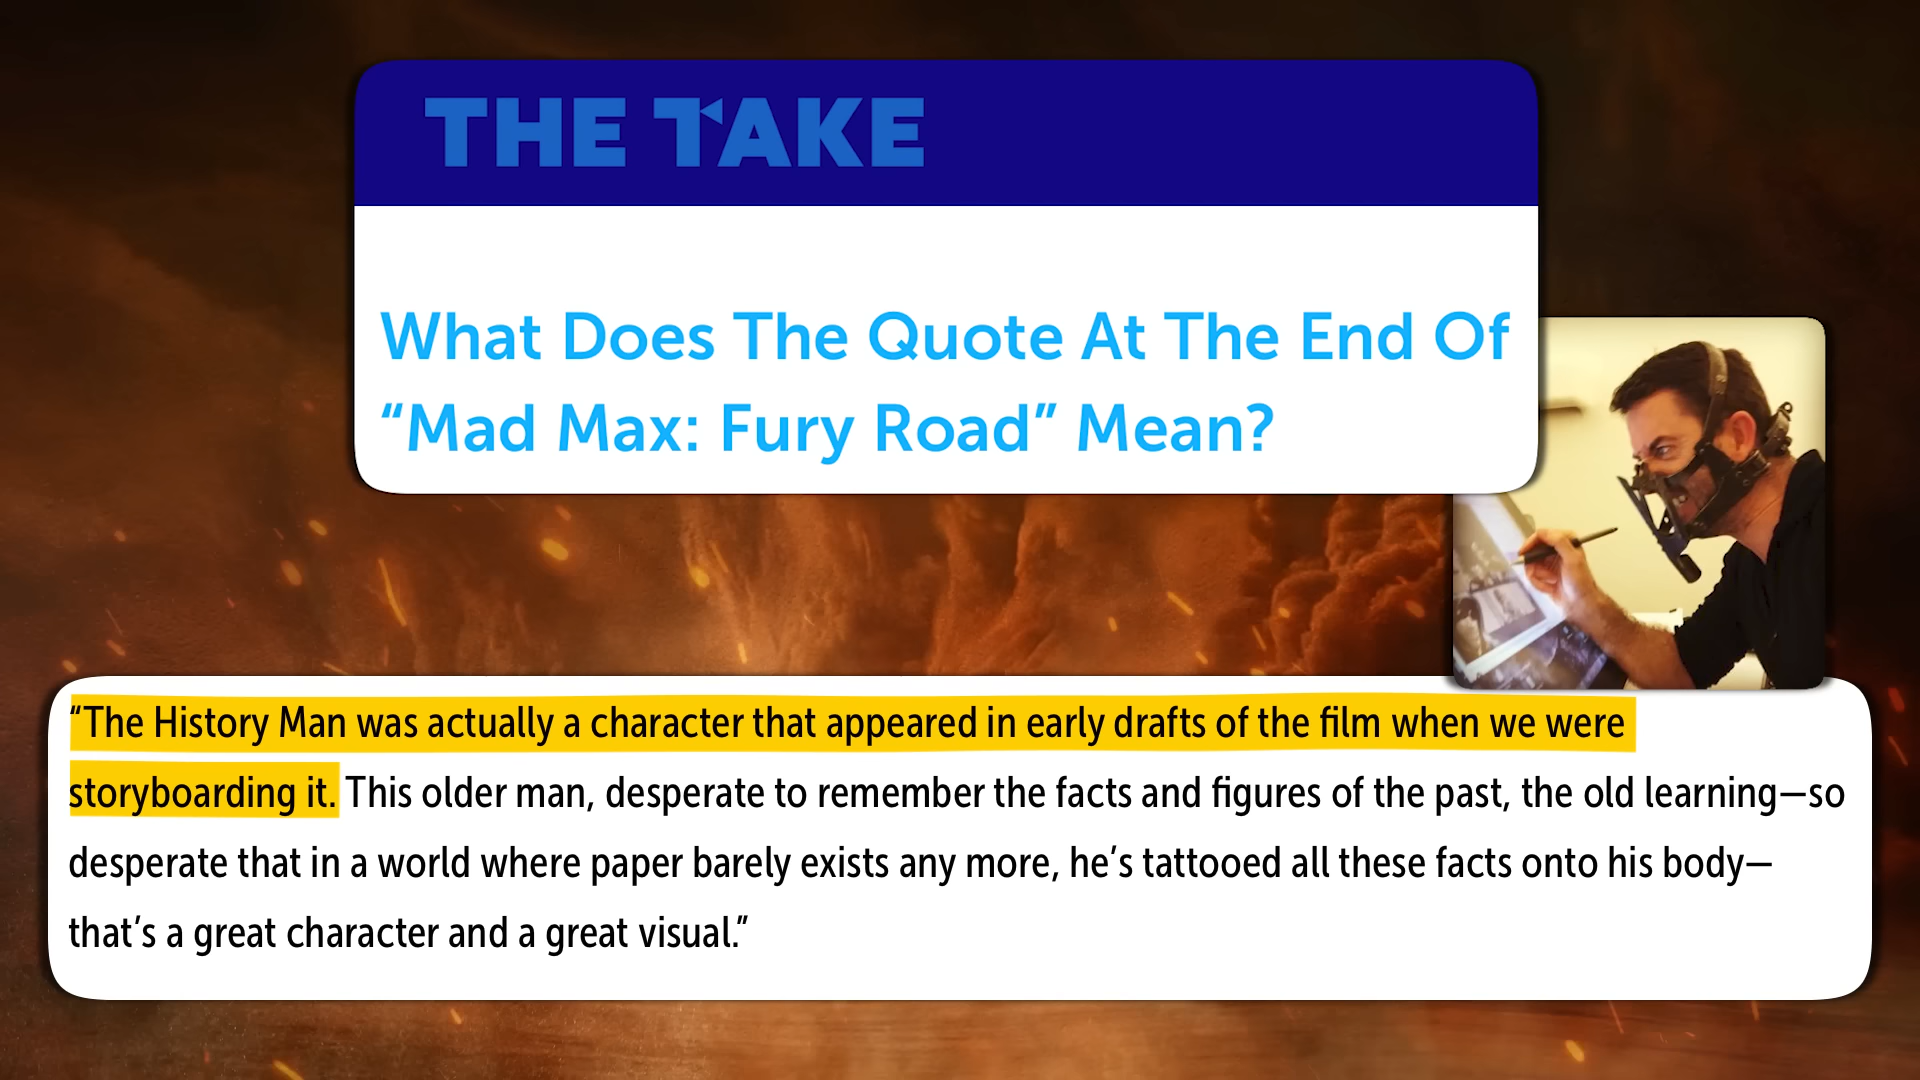 THE TAKE
What Does The Quote At The End Of
“Mad Max: Fury Road” Mean?
“The History Man was actually a character that appeared in early drafts of the film when we were
storyboarding it. This older man, desperate to remember the facts and figures of the past, the old learning—so
desperate that in a world where paper barely exists any more, he’s tattooed all these facts onto his body—
that’s a great character and a great visual.”